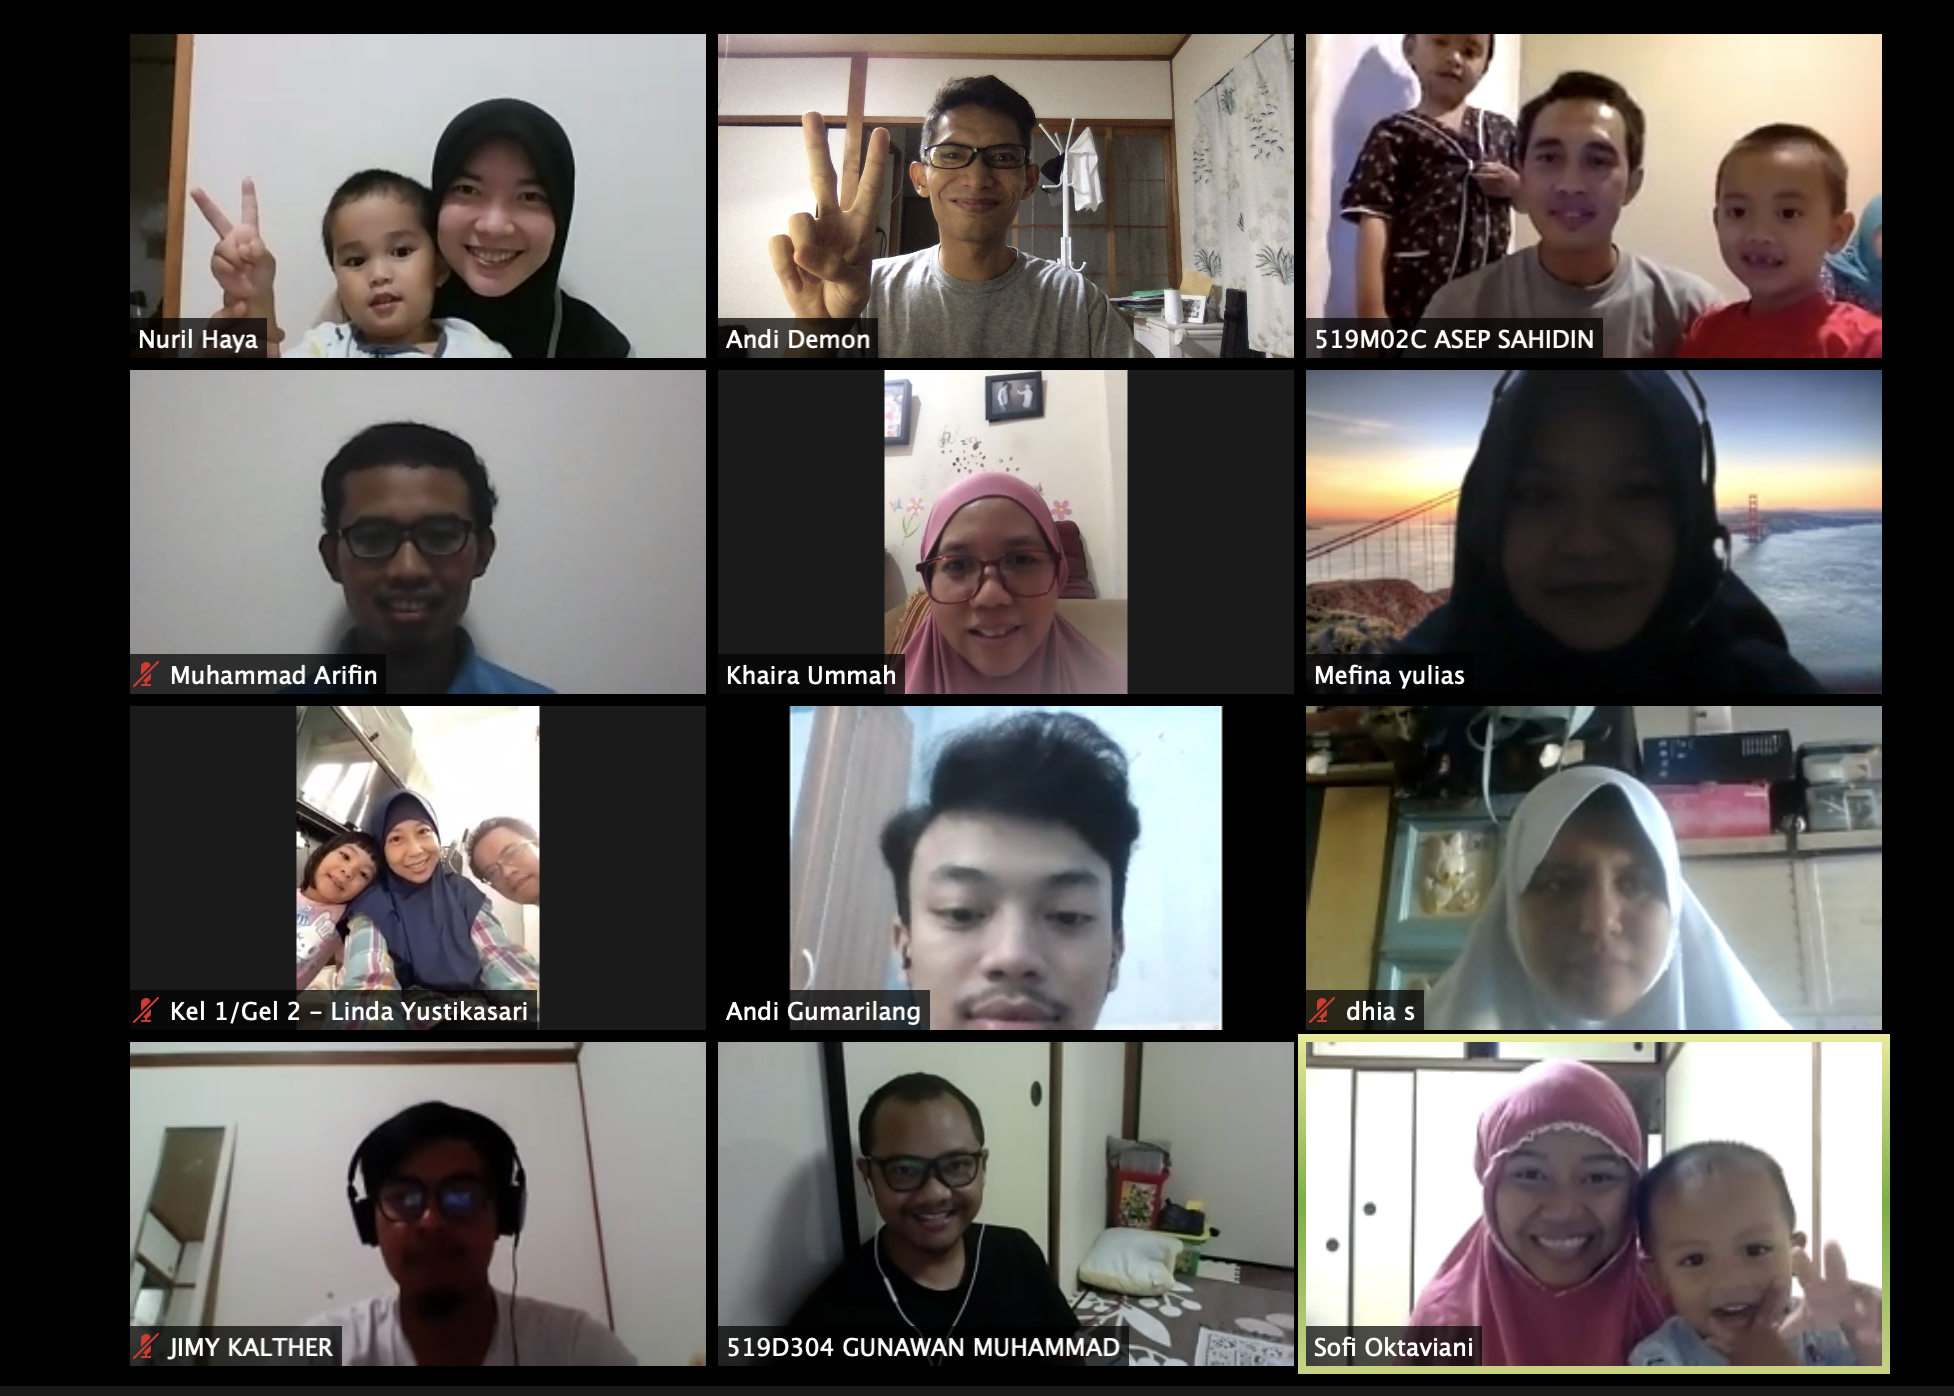 Nuril Haya
Andi Demon
519M02C ASEP SAHIDIN
Muhammad Arifin
Khaira Ummah
Mefina yulias
Kel 1/Gel 2 - Linda Yustikasari
Andi Gumarilang
dhia s
JIMY KALTHER
519D304 GUNAWAN MUHAMMAD
Sofi Oktaviani